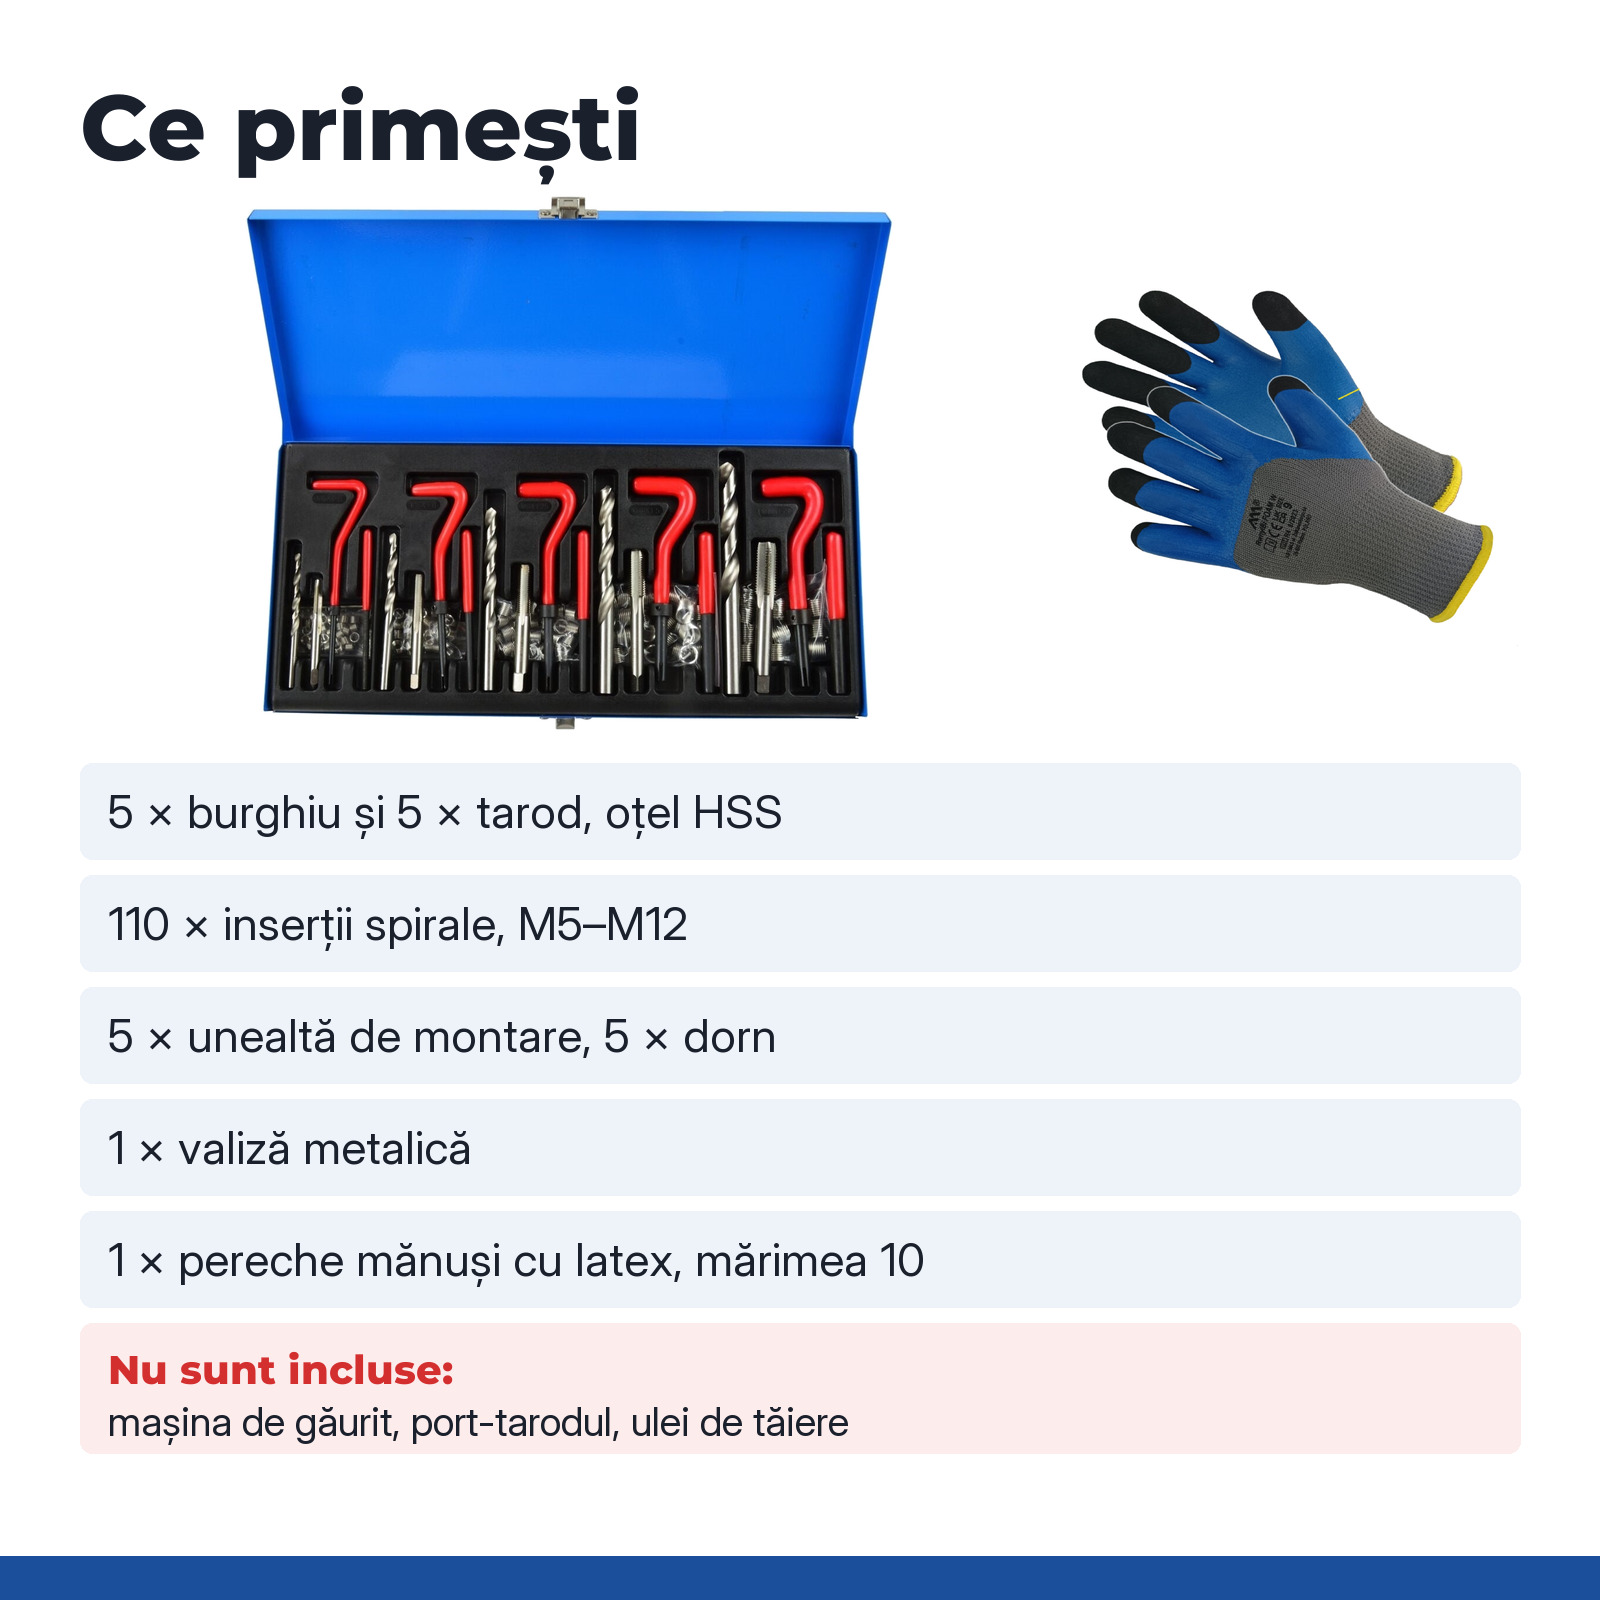 Ce primești
5 × burghiu și 5 × tarod, oțel HSS
110 × inserții spirale, M5–M12
5 × unealtă de montare, 5 × dorn
1 × valiză metalică
1 × pereche mănuși cu latex, mărimea 10
Nu sunt incluse:
mașina de găurit, port-tarodul, ulei de tăiere